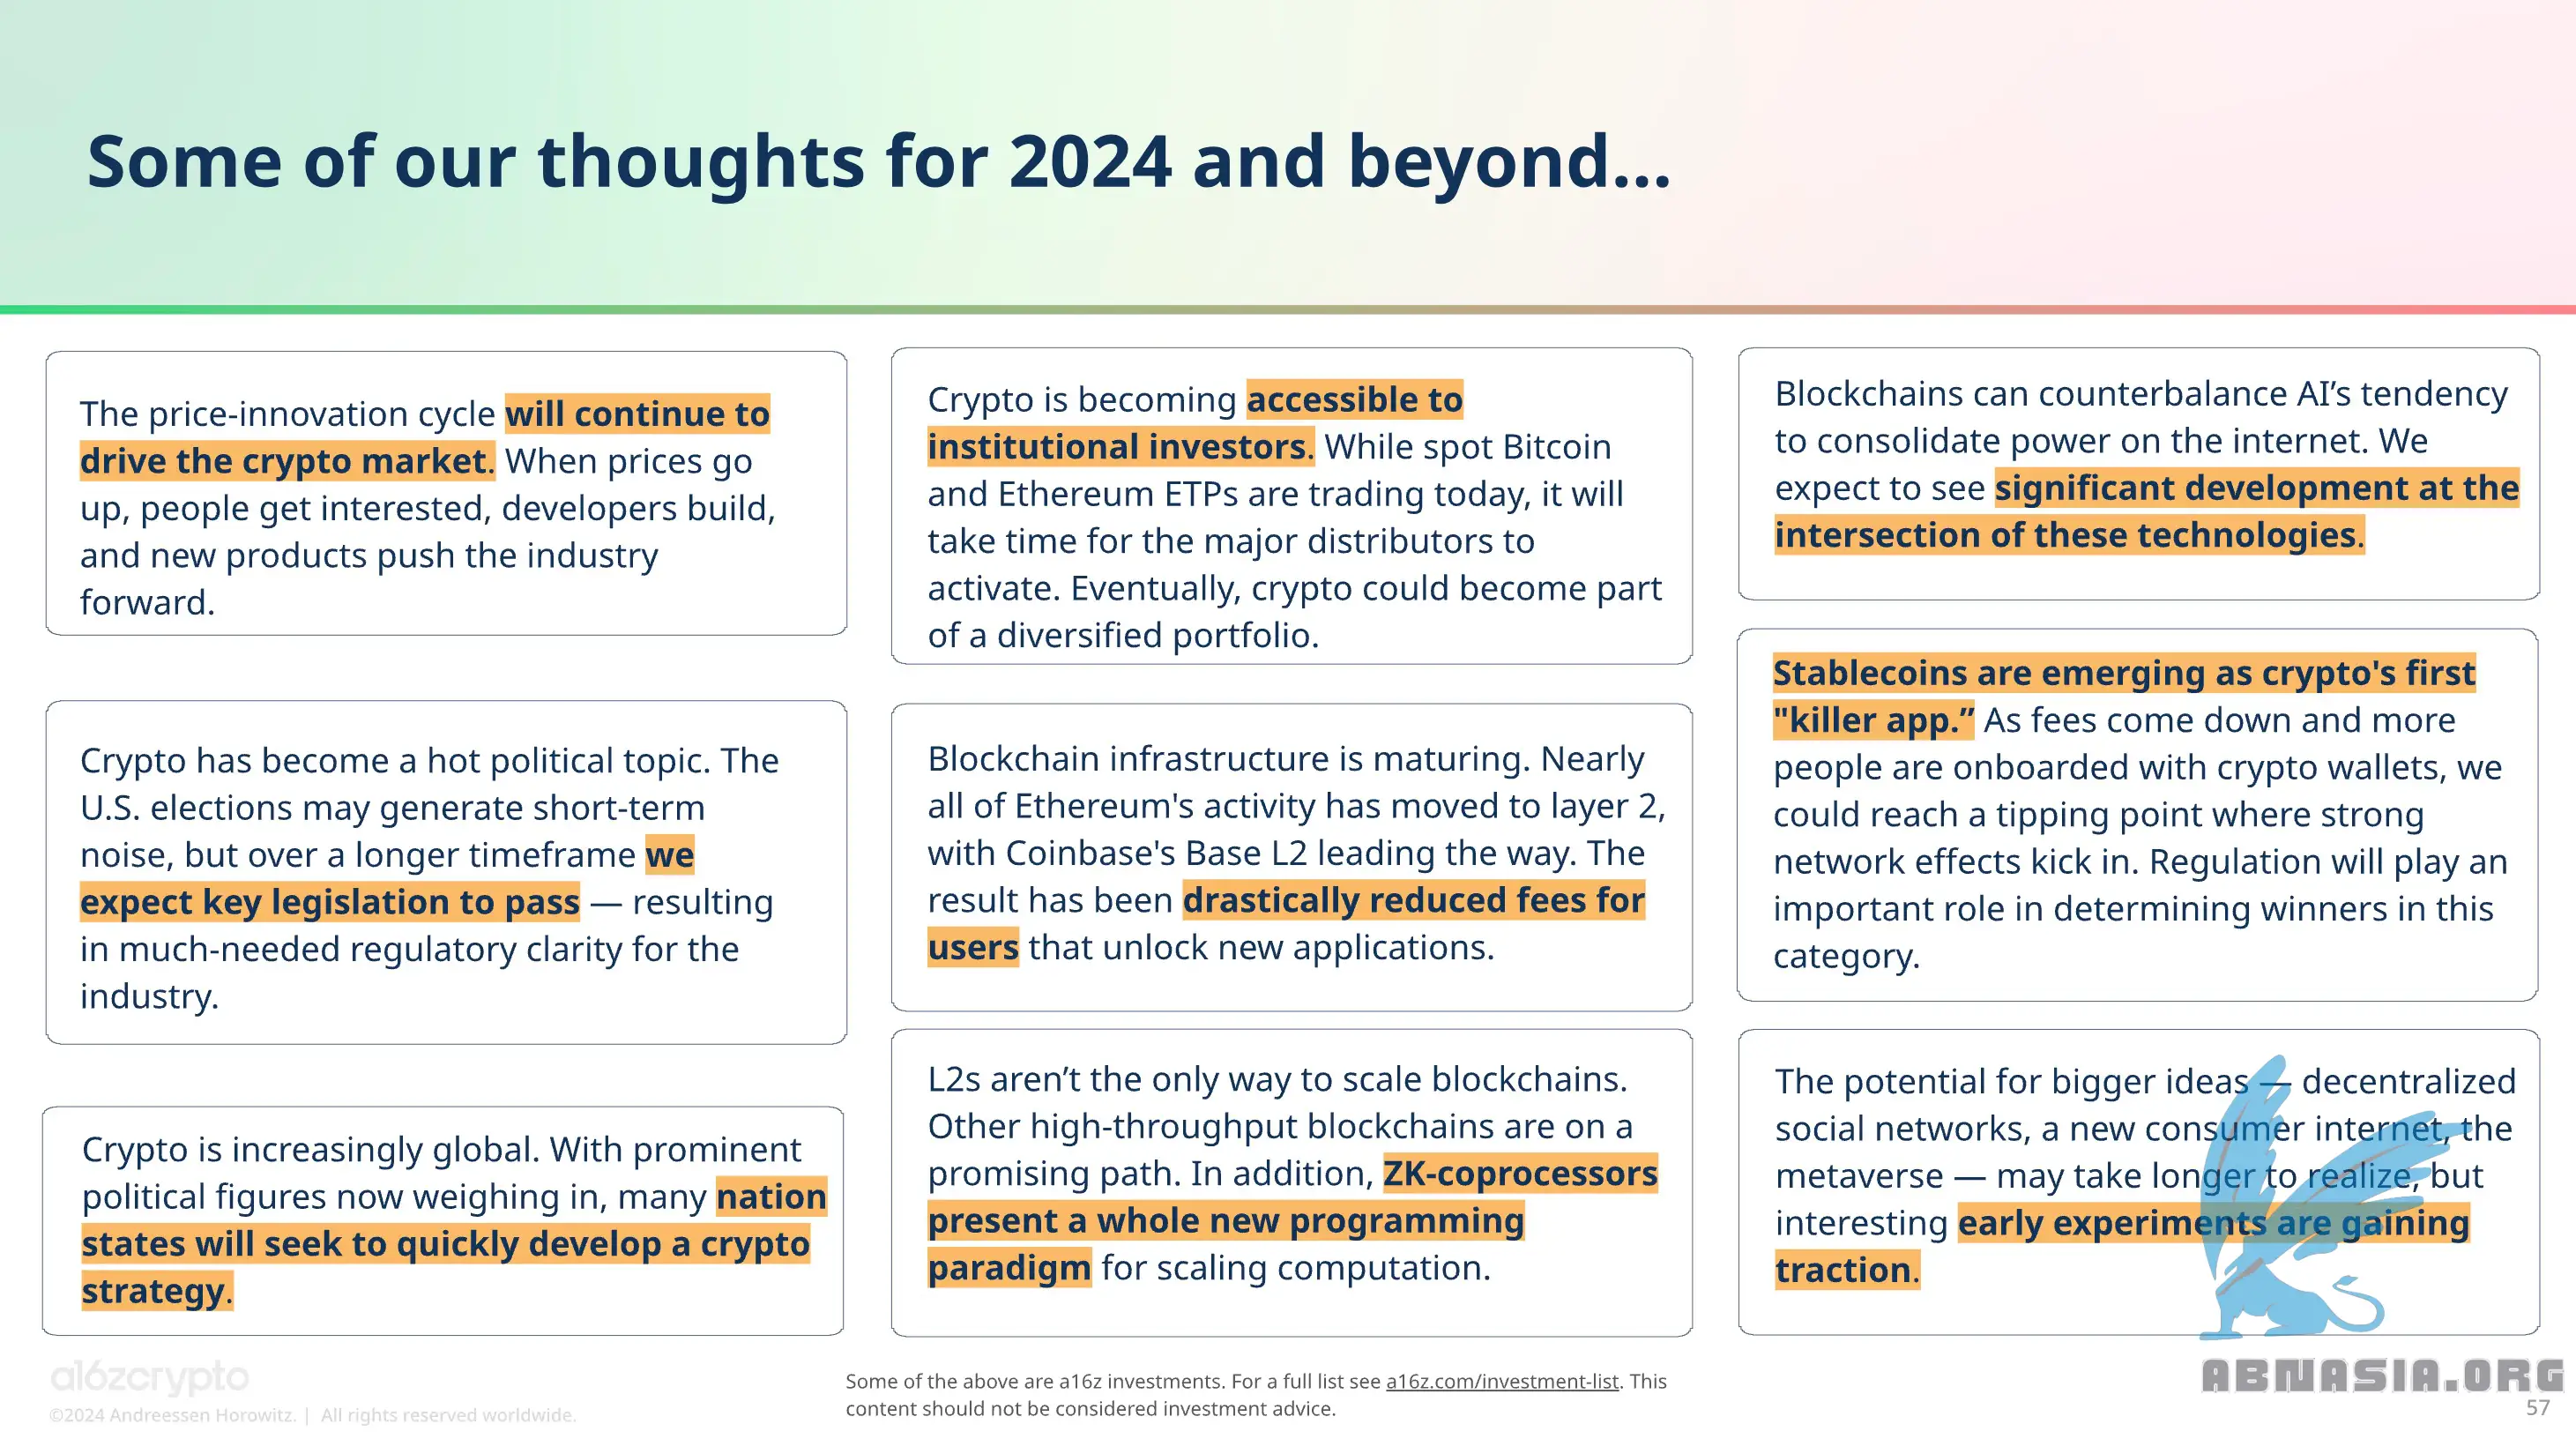 Some of our thoughts for 2024 and beyond...
The price-innovation cycle will continue to
drive the crypto market. When prices go
up, people get interested, developers build,
and new products push the industry
forward.
Crypto has become a hot political topic. The
U.S. elections may generate short-term
noise, but over a longer timeframe we
expect key legislation to pass — resulting
in much-needed regulatory clarity for the
industry.
Crypto is increasingly global. With prominent
political figures now weighing in, many nation
states will seek to quickly develop a crypto
strategy.
Crypto is becoming accessible to
institutional investors. While spot Bitcoin
and Ethereum ETPs are trading today, it will
take time for the major distributors to
activate. Eventually, crypto could become part
of a diversified portfolio.
Blockchain infrastructure is maturing. Nearly
all of Ethereum's activity has moved to layer 2,
with Coinbase's Base L2 leading the way. The
result has been drastically reduced fees for
users that unlock new applications.
L2s aren’t the only way to scale blockchains.
Other high-throughput blockchains are on a
promising path. In addition, ZK-coprocessors
present a whole new programming
paradigm for scaling computation.
Blockchains can counterbalance AI’s tendency
to consolidate power on the internet. We
expect to see significant development at the
intersection of these technologies.
Stablecoins are emerging as crypto's first
"killer app.” As fees come down and more
people are onboarded with crypto wallets, we
could reach a tipping point where strong
network effects kick in. Regulation will play an
important role in determining winners in this
category.
The potential for bigger ideas — decentralized
social networks, a new consumer internet, the
metaverse — may take longer to realize, but
interesting early experiments are gaining
traction.
a16zcrypto
©2024 Andreessen Horowitz. | All rights reserved worldwide.
Some of the above are a16z investments. For a full list see a16z.com/investment-list. This
content should not be considered investment advice.
ABNASIA.ORG
57